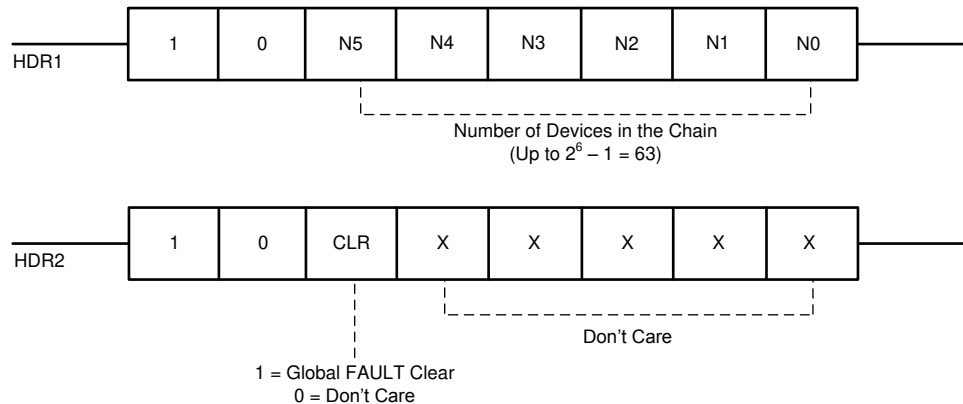 1 0 N5 N4 N3 N2 N1 N0
HDR1
Number of Devices in the Chain
(Up to 2⁶ – 1 = 63)
1 0 CLR X X X X X
HDR2
Don't Care
1 = Global FAULT Clear
0 = Don't Care